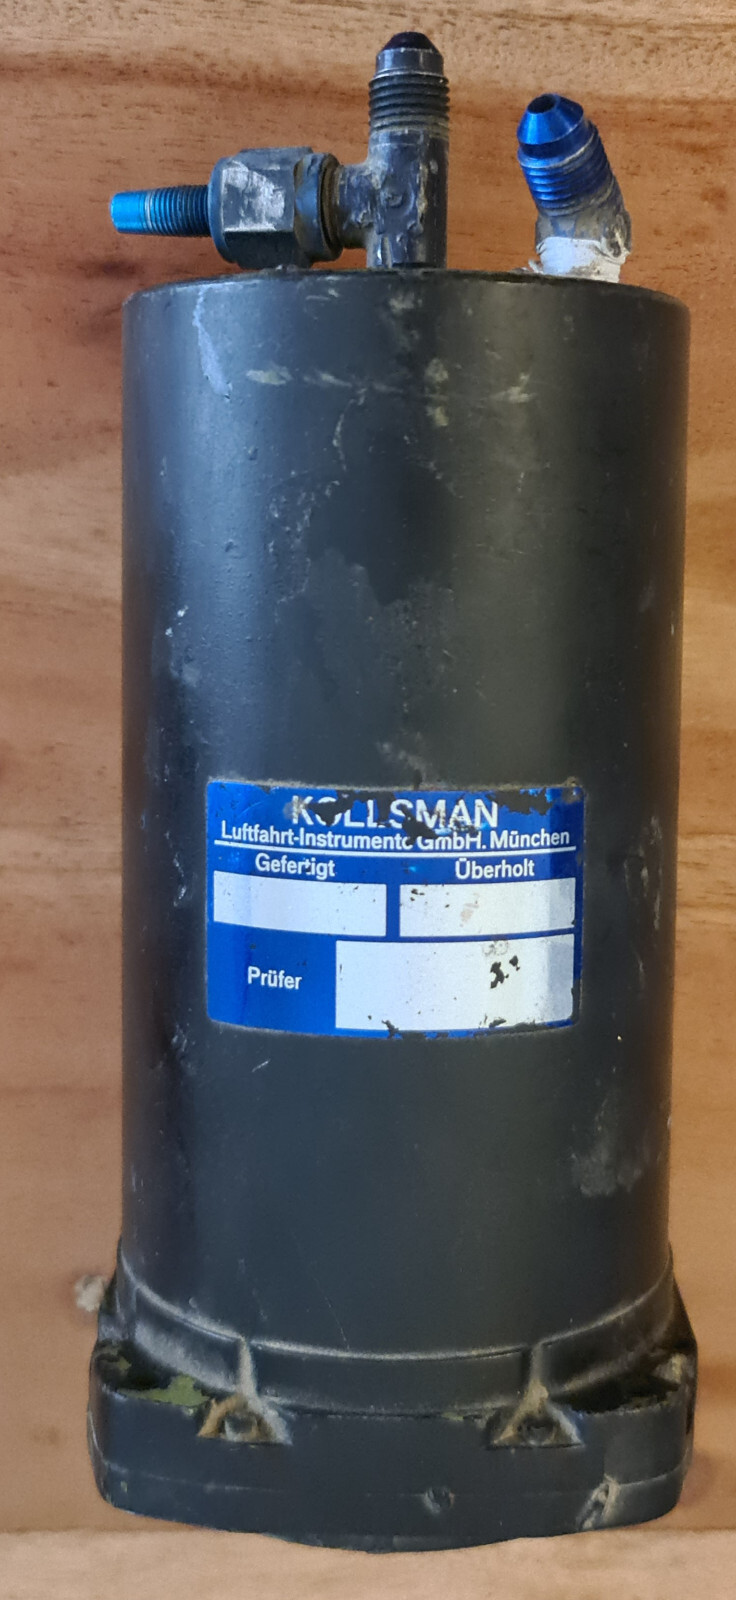 KOLLSMAN
Luftfahrt-Instrumente GmbH. München
Gefertigt
Überholt
Prüfer